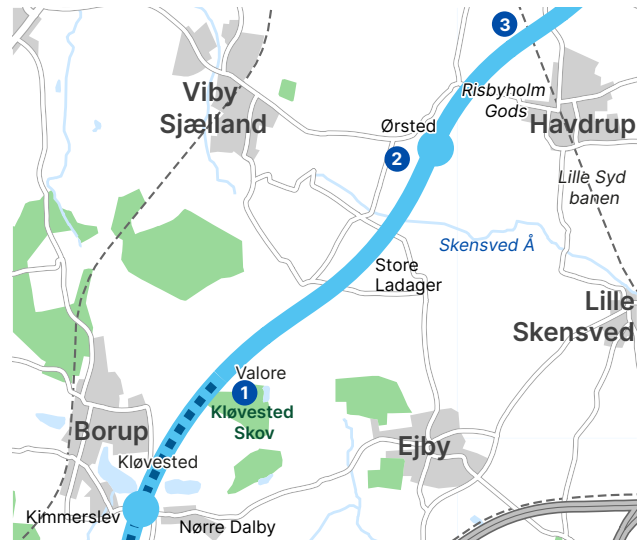 3
Viby
Sjælland
Risbyholm
Gods
Havdrup
Ørsted
2
Lille Syd
banen
Skensved Å
Store
Ladager
Lille
Skensved
Valore
1
Kløvested
Skov
Borup
Ejby
Kløvested
Kimmerslev
Nørre Dalby